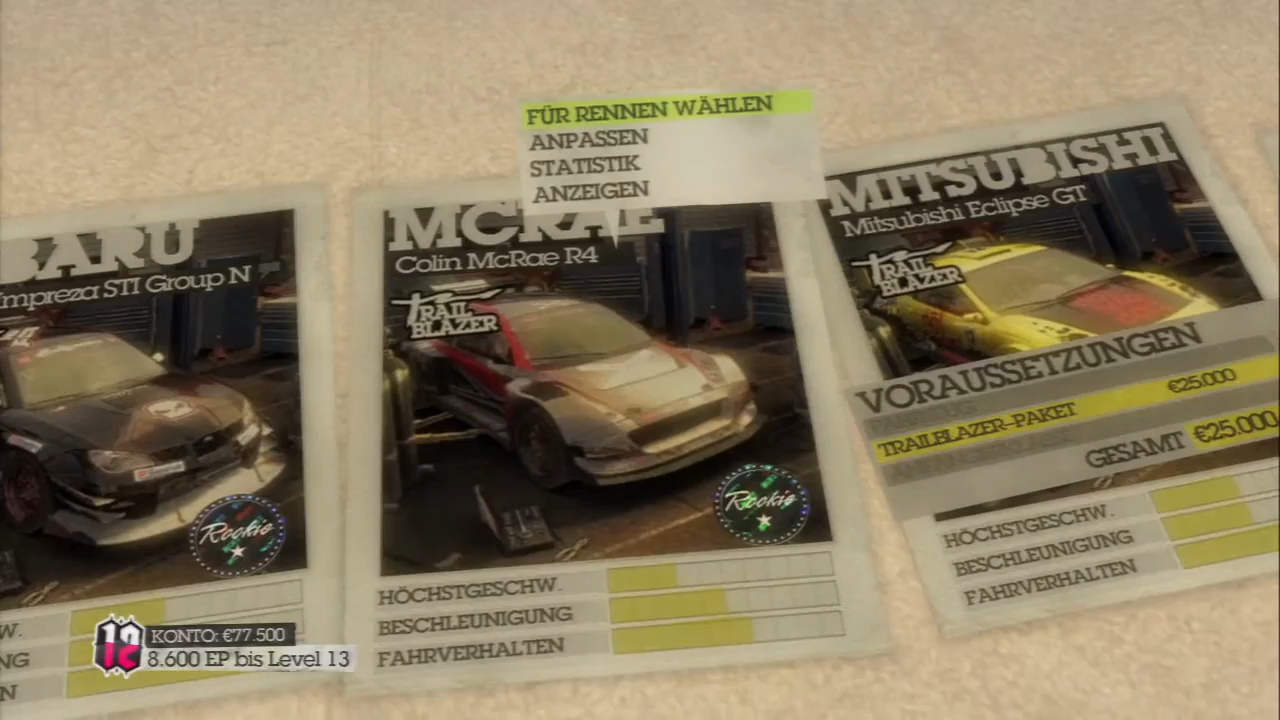 FÜR RENNEN WÄHLEN
ANPASSEN
STATISTIK
ANZEIGEN
BARU
Impreza STI Group N
Rookie
W.
NG
N
MCRAE
Colin McRae R4
TRAIL
BLAZER
Rookie
HÖCHSTGESCHW.
BESCHLEUNIGUNG
FAHRVERHALTEN
MITSUBISHI
Mitsubishi Eclipse GT
TRAIL
BLAZER
VORAUSSETZUNGEN
TRAILBLAZER-PAKET €25.000
GESAMT €25.000
HÖCHSTGESCHW.
BESCHLEUNIGUNG
FAHRVERHALTEN
12
KONTO: €77.500
8.600 EP bis Level 13